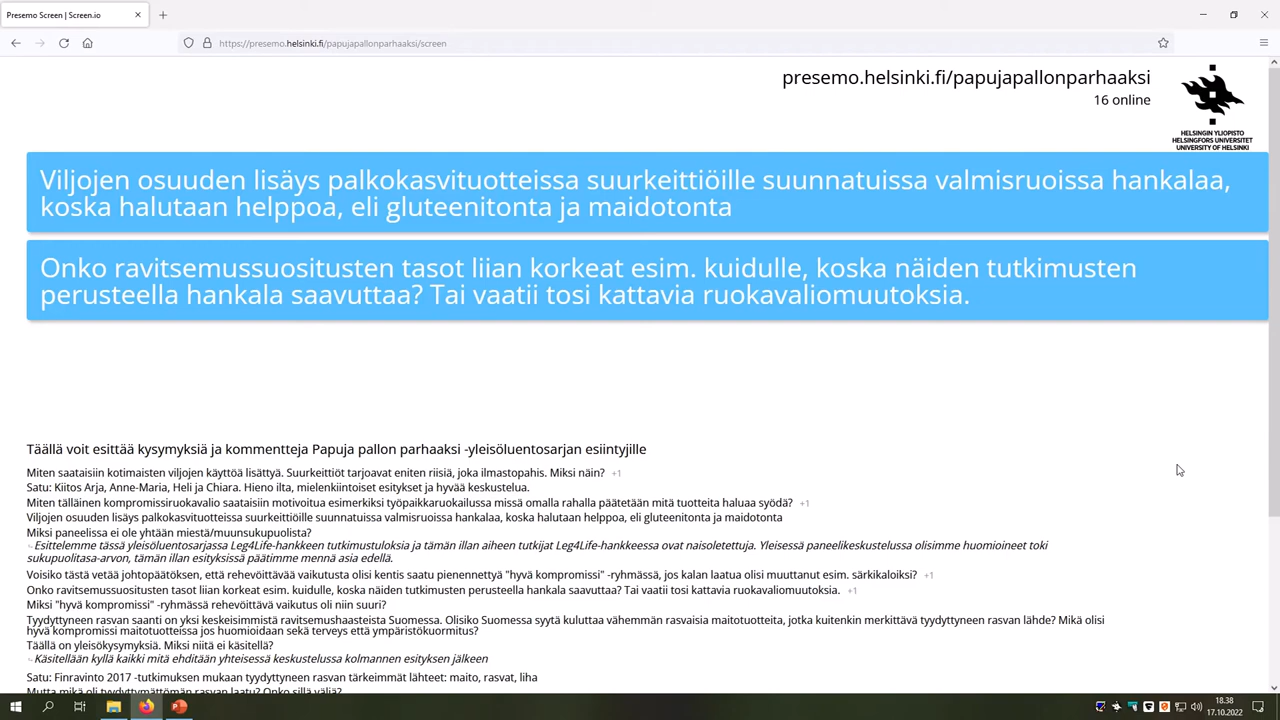 Presemo Screen | Screen.io
https://presemo.helsinki.fi/papujapallonparhaaksi/screen
presemo.helsinki.fi/papujapallonparhaaksi
16 online
HELSINGIN YLIOPISTO
HELSINGFORS UNIVERSITET
UNIVERSITY OF HELSINKI
Viljojen osuuden lisäys palkokasvituotteissa suurkeittiöille suunnatuissa valmisruoissa hankalaa,
koska halutaan helppoa, eli gluteenitonta ja maidotonta
Onko ravitsemussuositusten tasot liian korkeat esim. kuidulle, koska näiden tutkimusten
perusteella hankala saavuttaa? Tai vaatii tosi kattavia ruokavaliomuutoksia.
Täällä voit esittää kysymyksiä ja kommentteja Papuja pallon parhaaksi -yleisöluentosarjan esiintyjille
Miten saataisiin kotimaisten viljojen käyttöä lisättyä. Suurkeittiöt tarjoavat eniten riisiä, joka ilmastopahis. Miksi näin? +1
Satu: Kiitos Arja, Anne-Maria, Heli ja Chiara. Hieno ilta, mielenkiintoiset esitykset ja hyvää keskustelua.
Miten tällainen kompromissiruokavalio saataisiin motivoitua esimerkiksi työpaikkaruokailussa missä omalla rahalla päätetään mitä tuotteita haluaa syödä? +1
Viljojen osuuden lisäys palkokasvituotteissa suurkeittiöille suunnatuissa valmisruoissa hankalaa, koska halutaan helppoa, eli gluteenitonta ja maidotonta
Miksi paneelissa ei ole yhtään miestä/muunsukupuolista?
Esittelemme tässä yleisöluentosarjassa Leg4Life-hankkeen tutkimustuloksia ja tämän illan aiheen tutkijat Leg4Life-hankkeessa ovat naisoletettuja. Yleisessä paneelikeskustelussa olisimme huomioineet toki
sukupuolitasa-arvon, tämän illan esityksissä päätimme mennä asia edellä.
Voisiko tästä vetää johtopäätöksen, että rehevöittävää vaikutusta olisi kentis saatu pienennettyä "hyvä kompromissi" -ryhmässä, jos kalan laatua olisi muuttanut esim. särkikaloiksi? +1
Onko ravitsemussuositusten tasot liian korkeat esim. kuidulle, koska näiden tutkimusten perusteella hankala saavuttaa? Tai vaatii tosi kattavia ruokavaliomuutoksia. +1
Miksi "hyvä kompromissi" -ryhmässä rehevöittävä vaikutus oli niin suuri?
Tyydyttyneen rasvan saanti on yksi keskeisimmistä ravitsemushaasteista Suomessa. Olisiko Suomessa syytä kuluttaa vähemmän rasvaisia maitotuotteita, jotka kuitenkin merkittävä tyydyttyneen rasvan lähde? Mikä olisi
hyvä kompromissi maitotuotteissa jos huomioidaan sekä terveys että ympäristökuormitus?
Täällä on yleisökysymyksiä. Miksi niitä ei käsitellä?
Käsitellään kyllä kaikki mitä ehditään yhteisessä keskustelussa kolmannen esityksen jälkeen
Satu: Finravinto 2017 -tutkimuksen mukaan tyydyttyneen rasvan tärkeimmät lähteet: maito, rasvat, liha
Mutta mikä oli tyydyttymättömän rasvan laatu? Onko sillä väliä?
18.38
17.10.2022